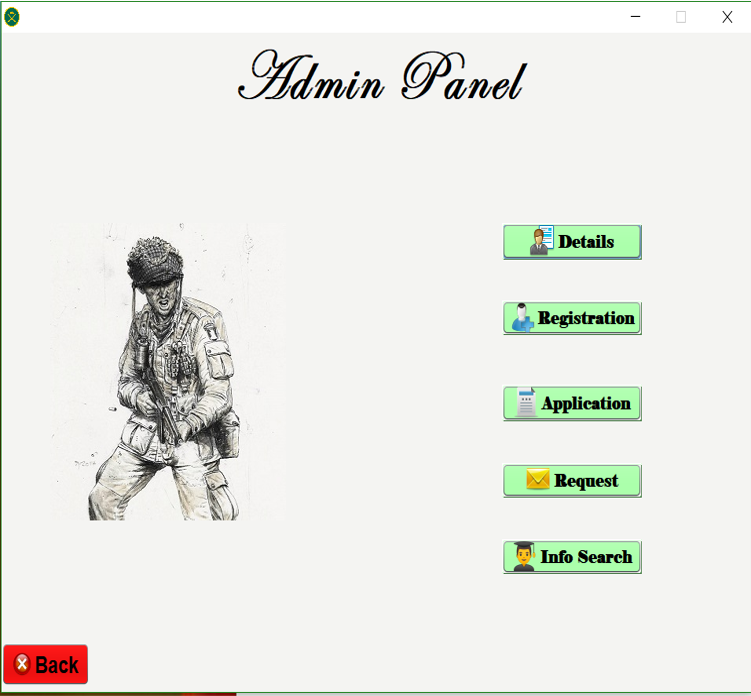 Admin Panel
Details
Registration
Application
Request
Info Search
Back